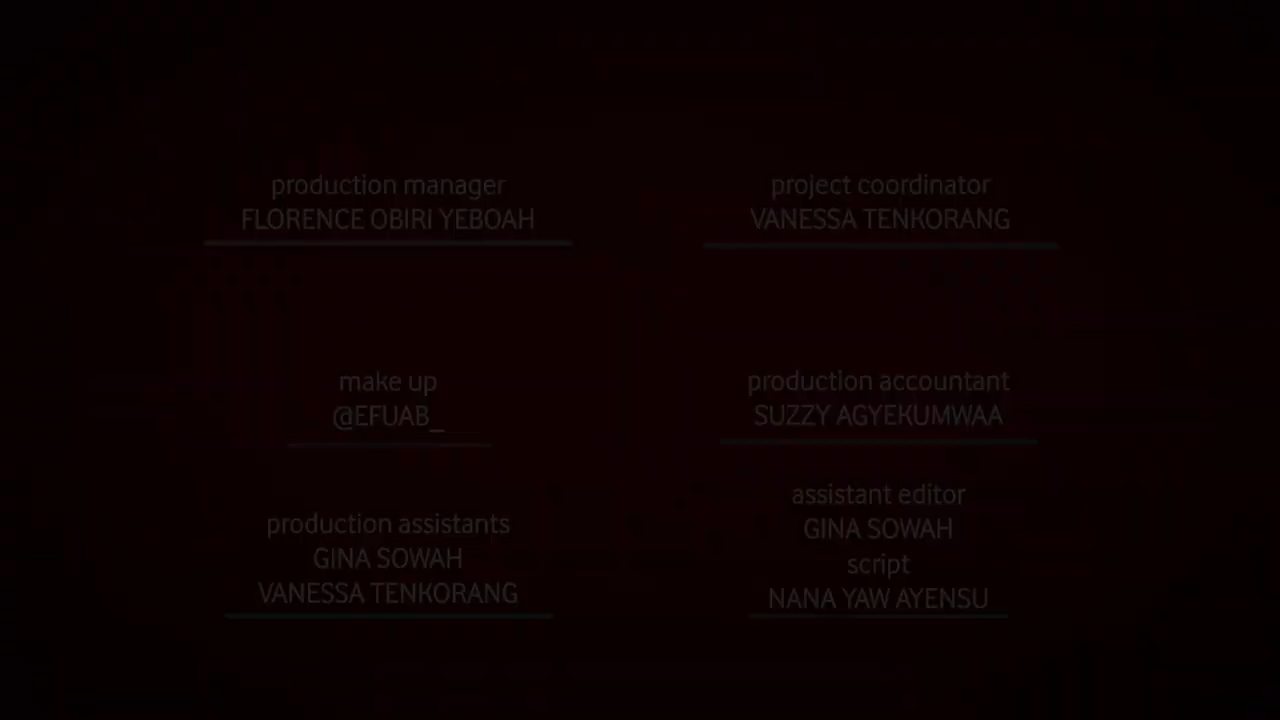 production manager
FLORENCE OBIRI YEBOAH
project coordinator
VANESSA TENKORANG
make up
@EFUAB_
production accountant
SUZZY AGYEKUMWAA
production assistants
GINA SOWAH
VANESSA TENKORANG
assistant editor
GINA SOWAH
script
NANA YAW AYENSU